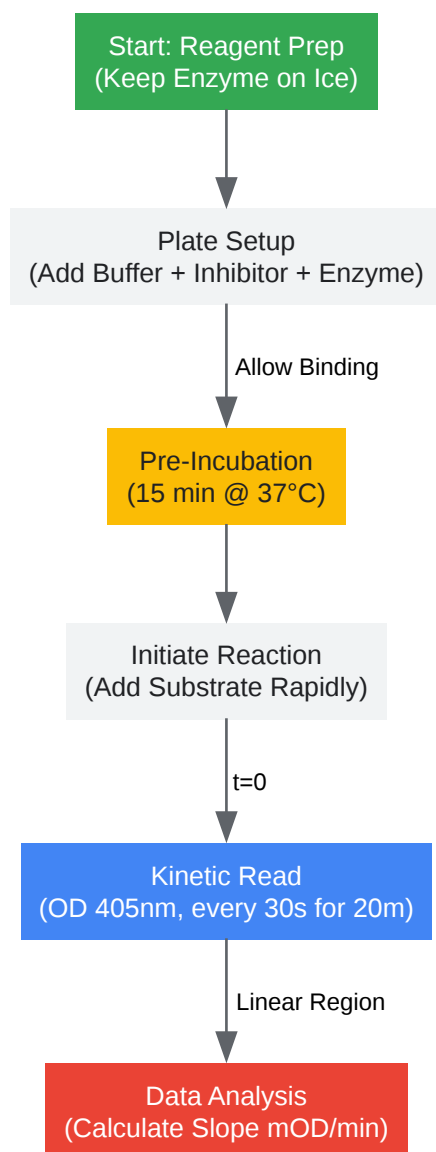 Start: Reagent Prep
(Keep Enzyme on Ice)
Plate Setup
(Add Buffer + Inhibitor + Enzyme)
Allow Binding
Pre-Incubation
(15 min @ 37°C)
Initiate Reaction
(Add Substrate Rapidly)
t=0
Kinetic Read
(OD 405nm, every 30s for 20m)
Linear Region
Data Analysis
(Calculate Slope mOD/min)